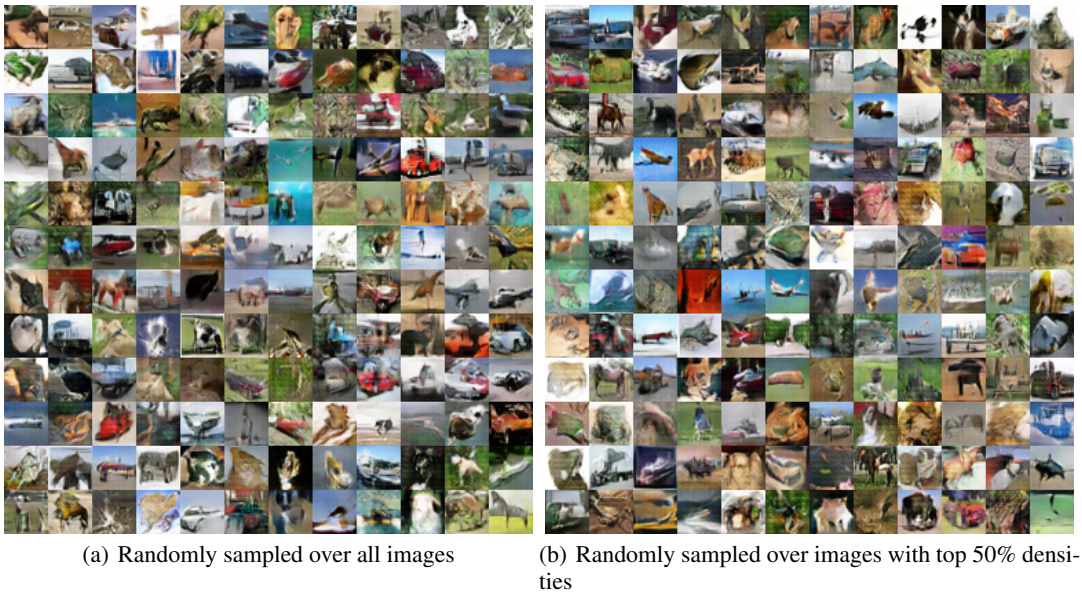 (a) Randomly sampled over all images
(b) Randomly sampled over images with top 50% densi-
ties